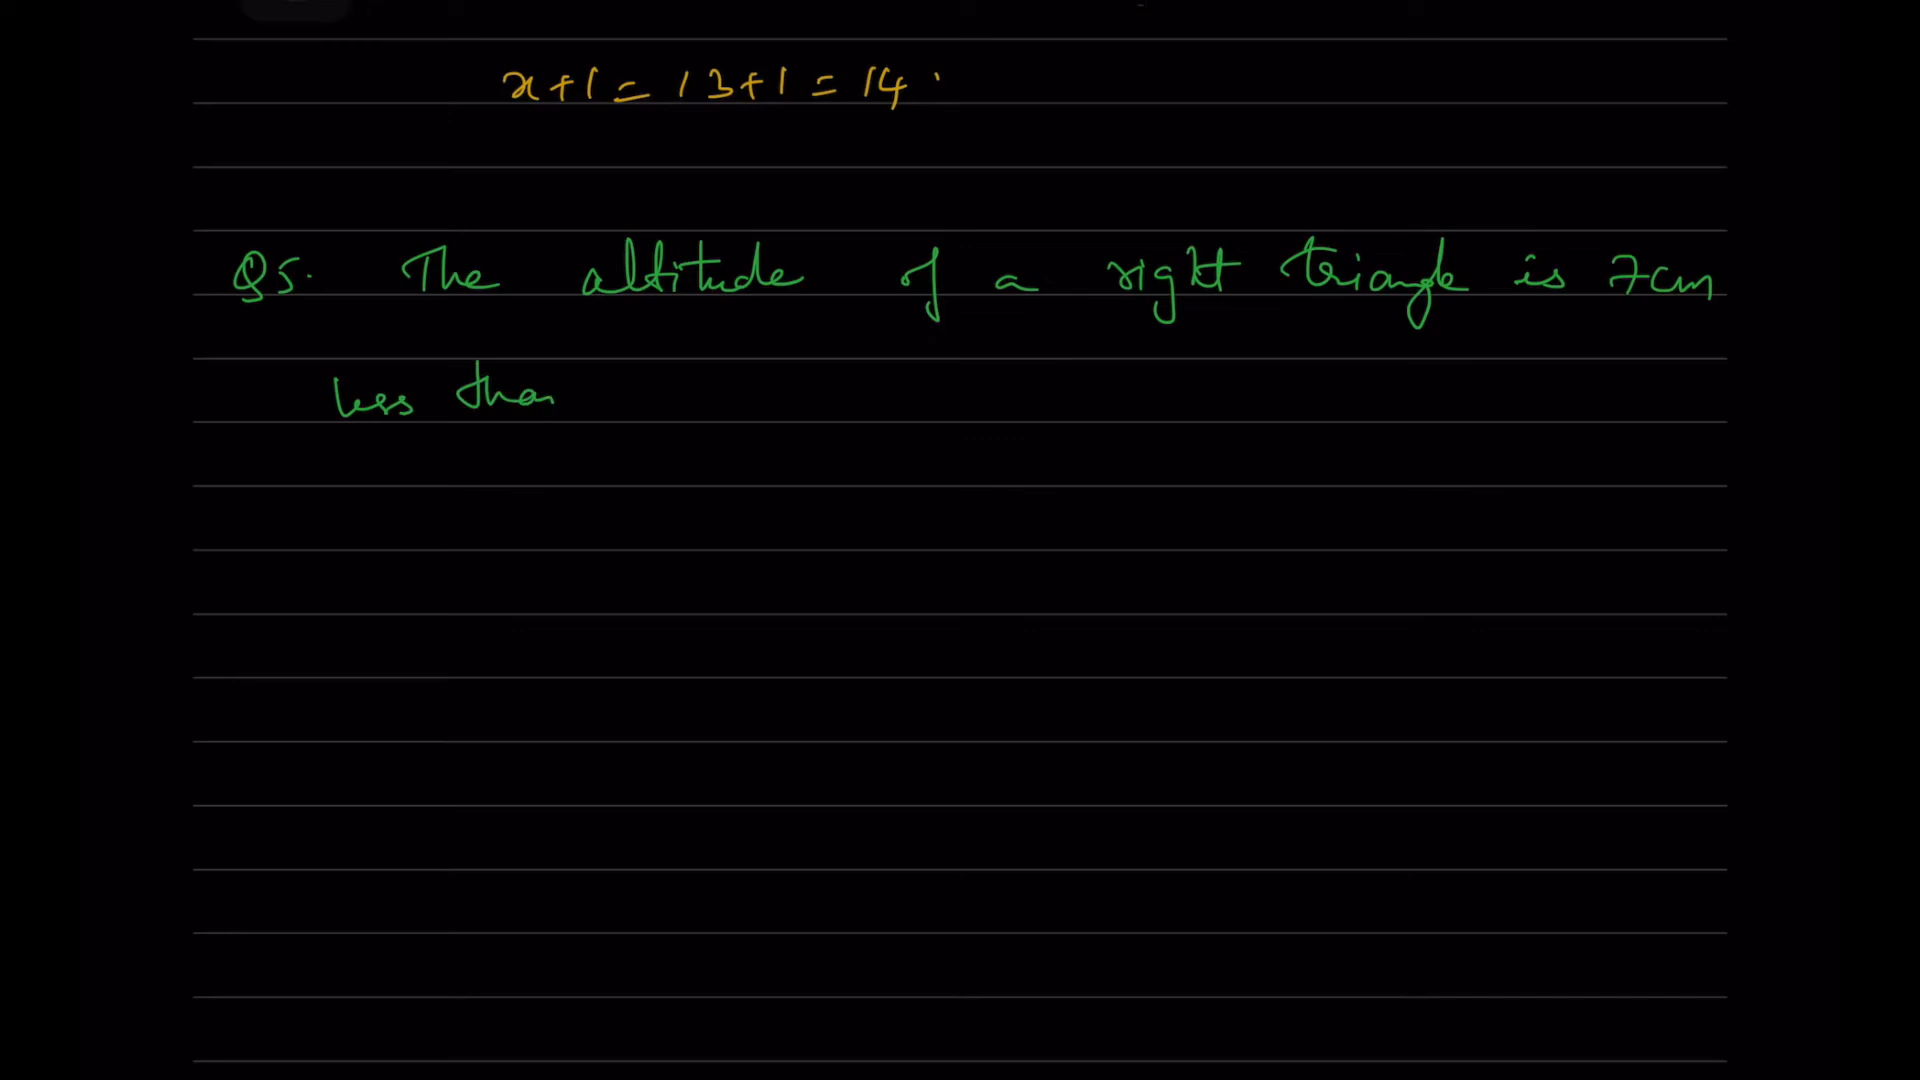 x+1 = 13+1 = 14.
Q5. The altitude of a right triangle is 7cm
less than